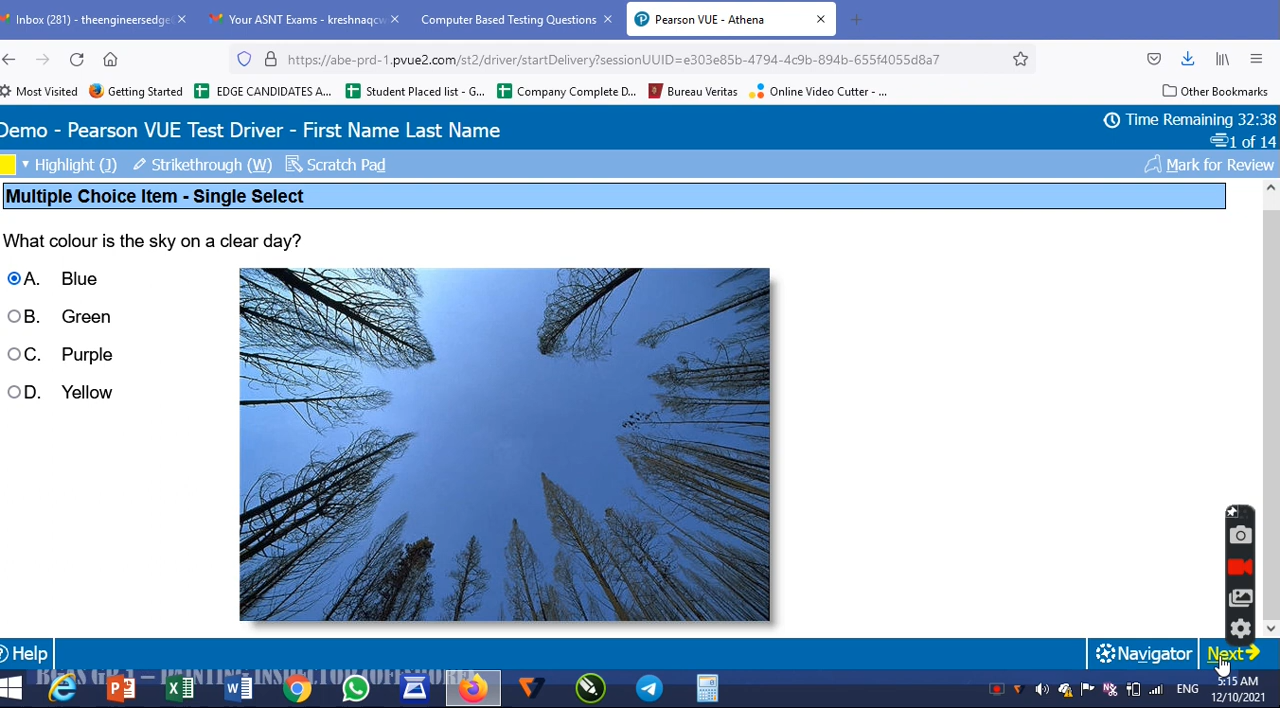 Inbox (281) - theengineersedge
Your ASNT Exams - kreshnaqcw
Computer Based Testing Questions
Pearson VUE - Athena
https://abe-prd-1.pvue2.com/st2/driver/startDelivery?sessionUUID=e303e85b-4794-4c9b-894b-655f4055d8a7
Most Visited
Getting Started
EDGE CANDIDATES A...
Student Placed list - G...
Company Complete D...
Bureau Veritas
Online Video Cutter - ...
Other Bookmarks
Demo - Pearson VUE Test Driver - First Name Last Name
Time Remaining 32:38
1 of 14
Highlight (J)
Strikethrough (W)
Scratch Pad
Mark for Review
Multiple Choice Item - Single Select
What colour is the sky on a clear day?
A. Blue
B. Green
C. Purple
D. Yellow
Help
Navigator
Next
ENG
5:15 AM
12/10/2021